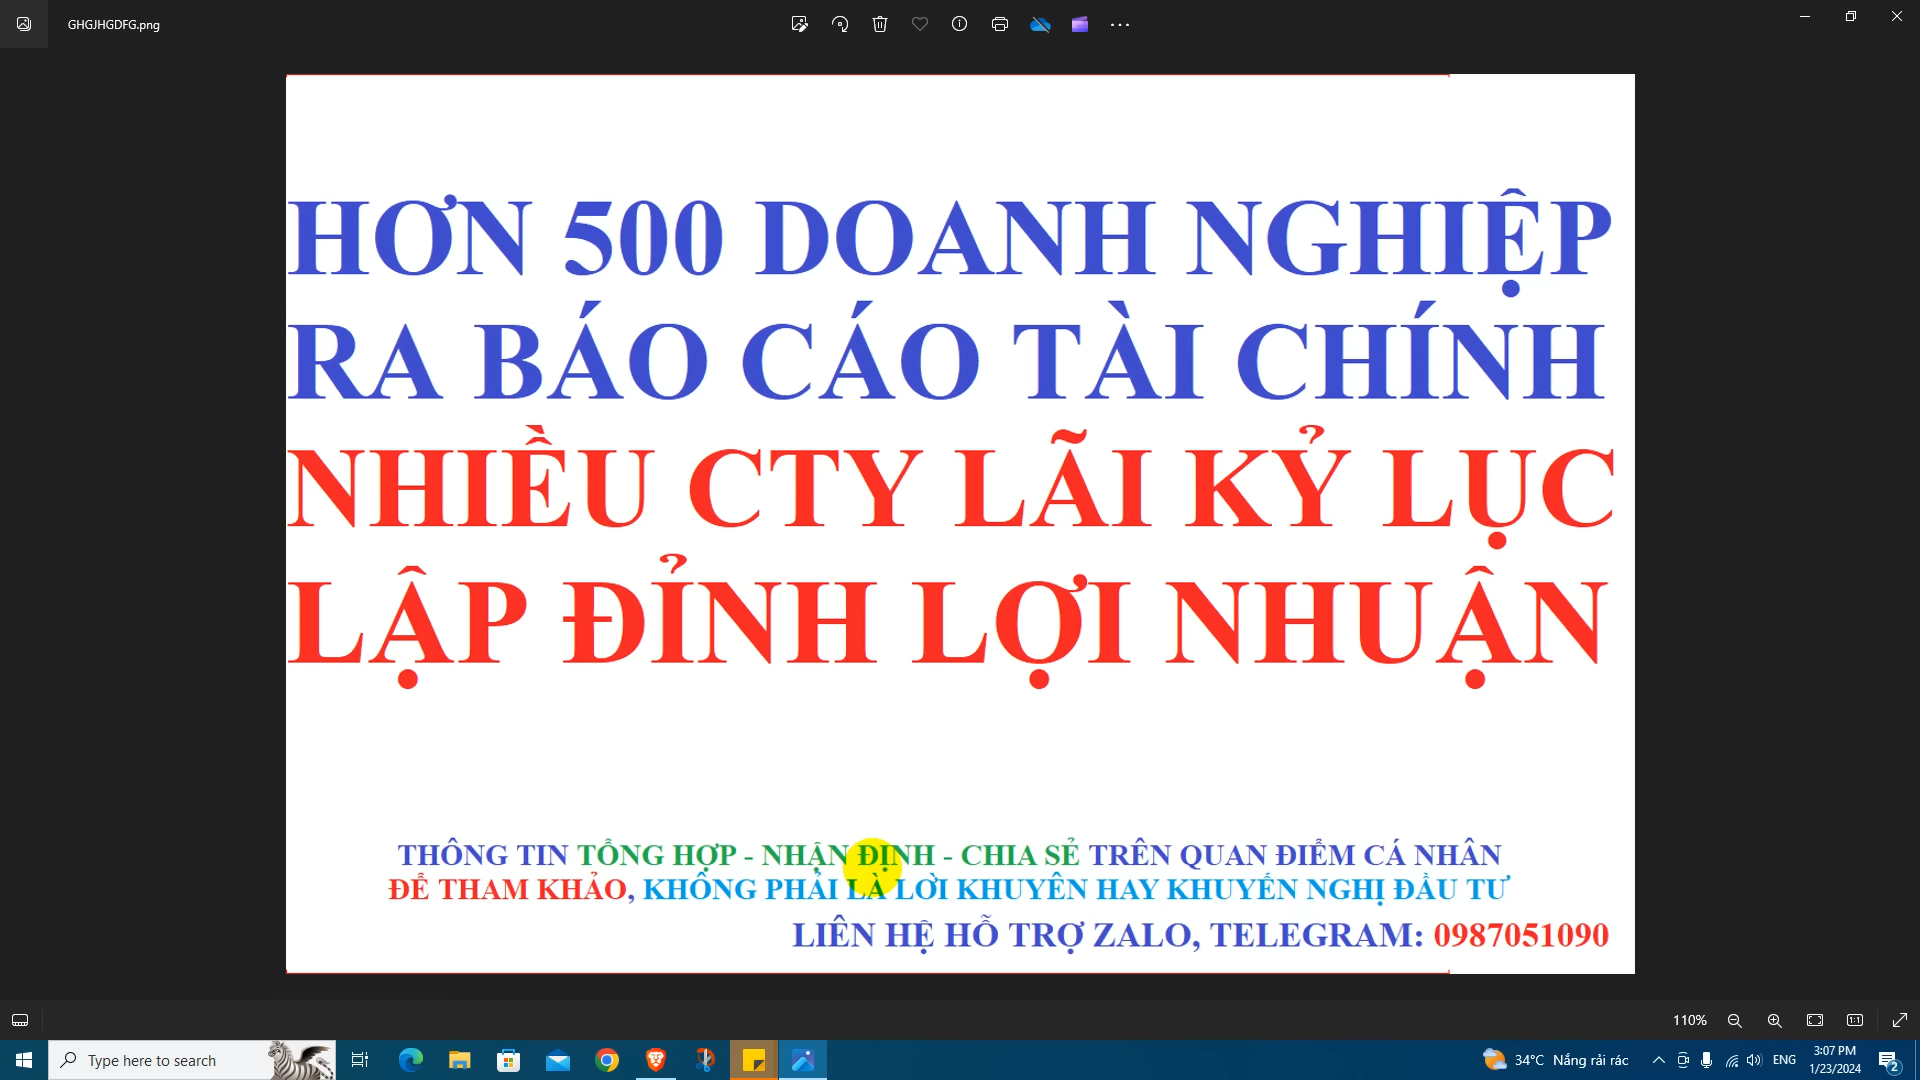 GHGJHGDFG.png
HƠN 500 DOANH NGHIỆP
RA BÁO CÁO TÀI CHÍNH
NHIỀU CTY LÃI KỶ LỤC
LẬP ĐỈNH LỢI NHUẬN
THÔNG TIN TỔNG HỢP - NHẬN ĐỊNH - CHIA SẺ TRÊN QUAN ĐIỂM CÁ NHÂN
ĐỂ THAM KHẢO, KHÔNG PHẢI LÀ LỜI KHUYÊN HAY KHUYẾN NGHỊ ĐẦU TƯ
LIÊN HỆ HỖ TRỢ ZALO, TELEGRAM: 0987051090
110%
1:1
Type here to search
34°C Nắng rải rác
ENG
3:07 PM
1/23/2024
2